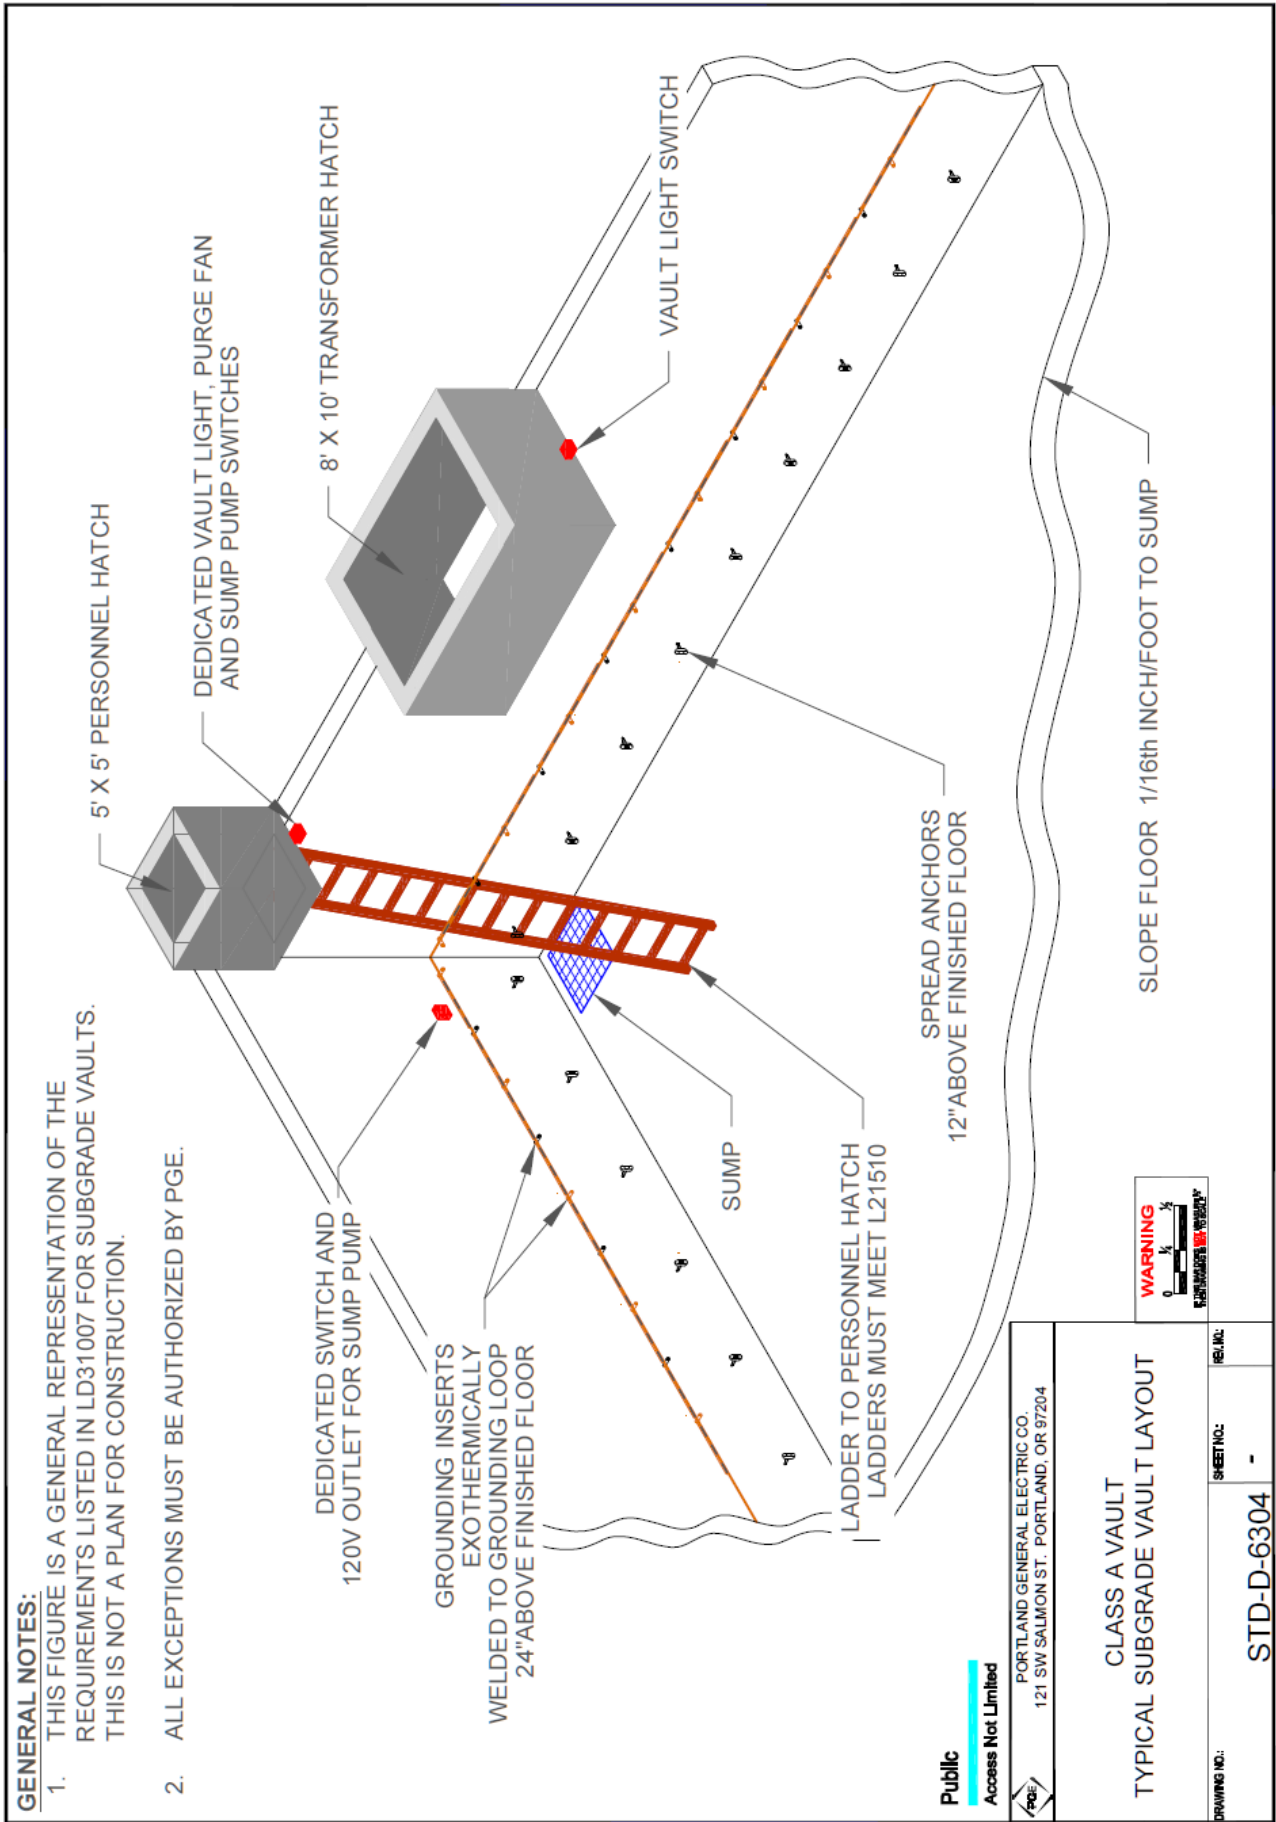 GENERAL NOTES:
1. THIS FIGURE IS A GENERAL REPRESENTATION OF THE
REQUIREMENTS LISTED IN LD31007 FOR SUBGRADE VAULTS.
THIS IS NOT A PLAN FOR CONSTRUCTION.
2. ALL EXCEPTIONS MUST BE AUTHORIZED BY PGE.
5' X 5' PERSONNEL HATCH
DEDICATED VAULT LIGHT, PURGE FAN
AND SUMP PUMP SWITCHES
8' X 10' TRANSFORMER HATCH
VAULT LIGHT SWITCH
DEDICATED SWITCH AND
120V OUTLET FOR SUMP PUMP
GROUNDING INSERTS
EXOTHERMICALLY
WELDED TO GROUNDING LOOP
24"ABOVE FINISHED FLOOR
SUMP
LADDER TO PERSONNEL HATCH
LADDERS MUST MEET L21510
SPREAD ANCHORS
12"ABOVE FINISHED FLOOR
SLOPE FLOOR 1/16th INCH/FOOT TO SUMP
Public
Access Not Limited
WARNING
0 ¼ ½
PGE
PORTLAND GENERAL ELECTRIC CO.
121 SW SALMON ST. PORTLAND, OR 97204
CLASS A VAULT
TYPICAL SUBGRADE VAULT LAYOUT
DRAWING NO.:
STD-D-6304
SHEET NO.:
-
REV. NO.: